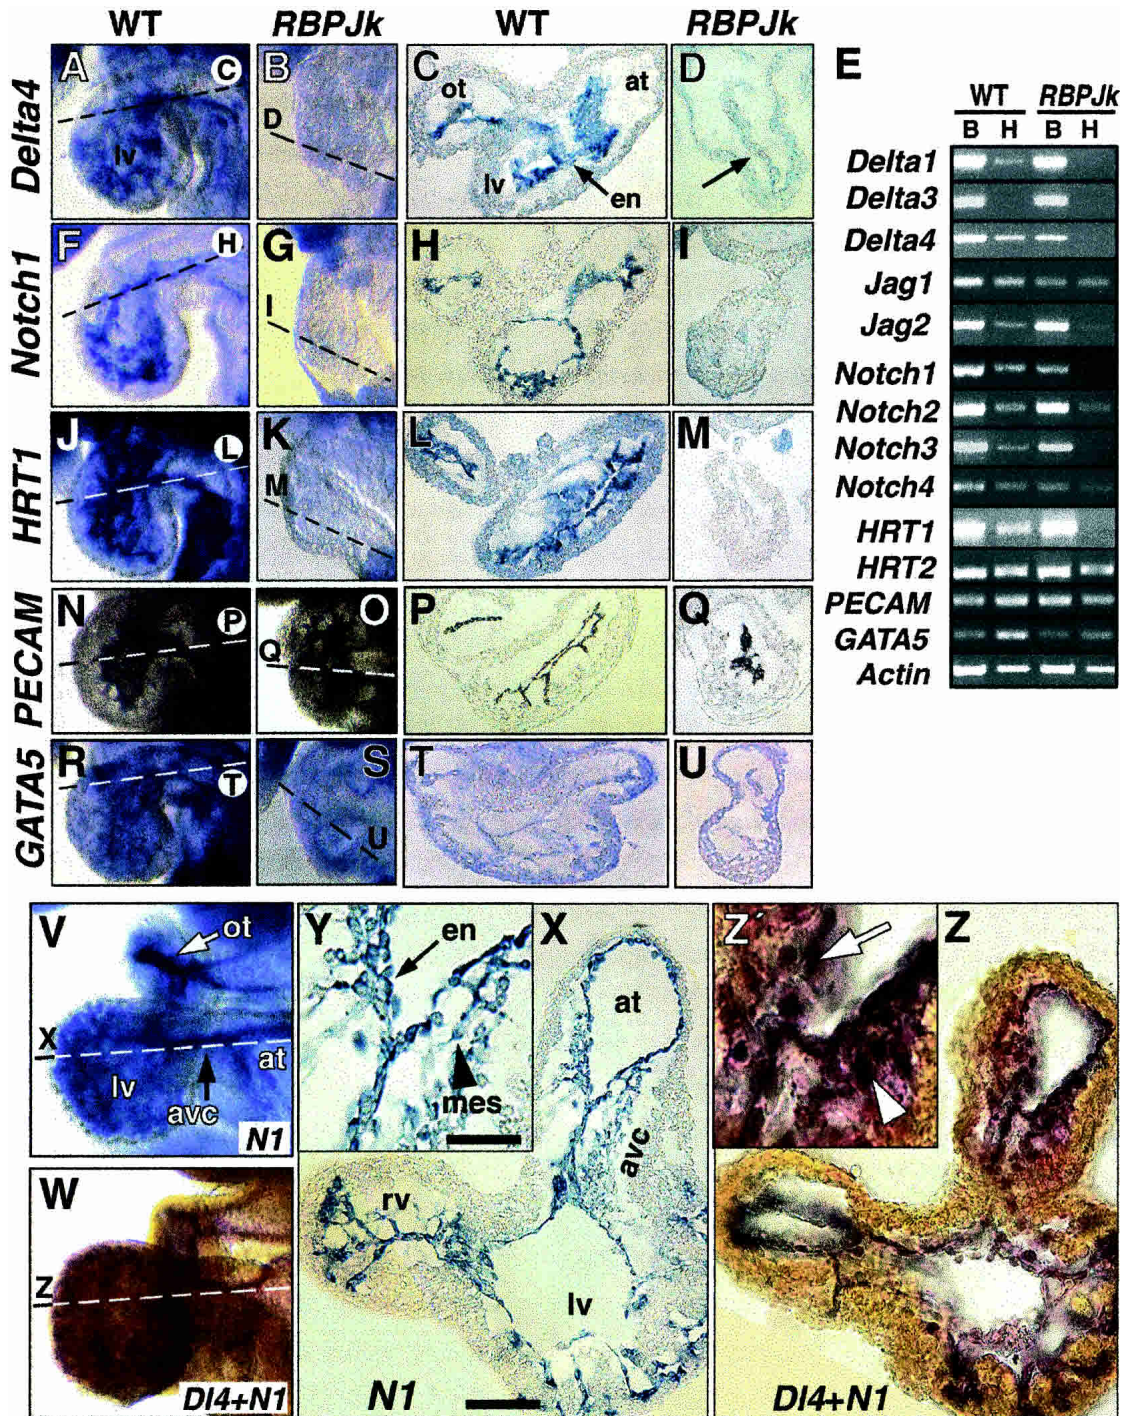 WT RBPJk WT RBPJk
Delta4
A C
lv
B
D
C
ot at
lv en
D
E
WT RBPJk
B H B H
Delta1
Delta3
Delta4
Jag1
Jag2
Notch1
Notch2
Notch3
Notch4
HRT1
HRT2
PECAM
GATA5
Actin
Notch1
F H
G
I
H
I
HRT1
J
L
K
M
L
M
PECAM
N P
O
Q
P
Q
GATA5
R
T
S
U
T
U
V
ot
X
lv
at
avc
N1
Y
en
mes
X
at
avc
rv
lv
N1
Z´
Z
W
Z
Dl4+N1
Dl4+N1